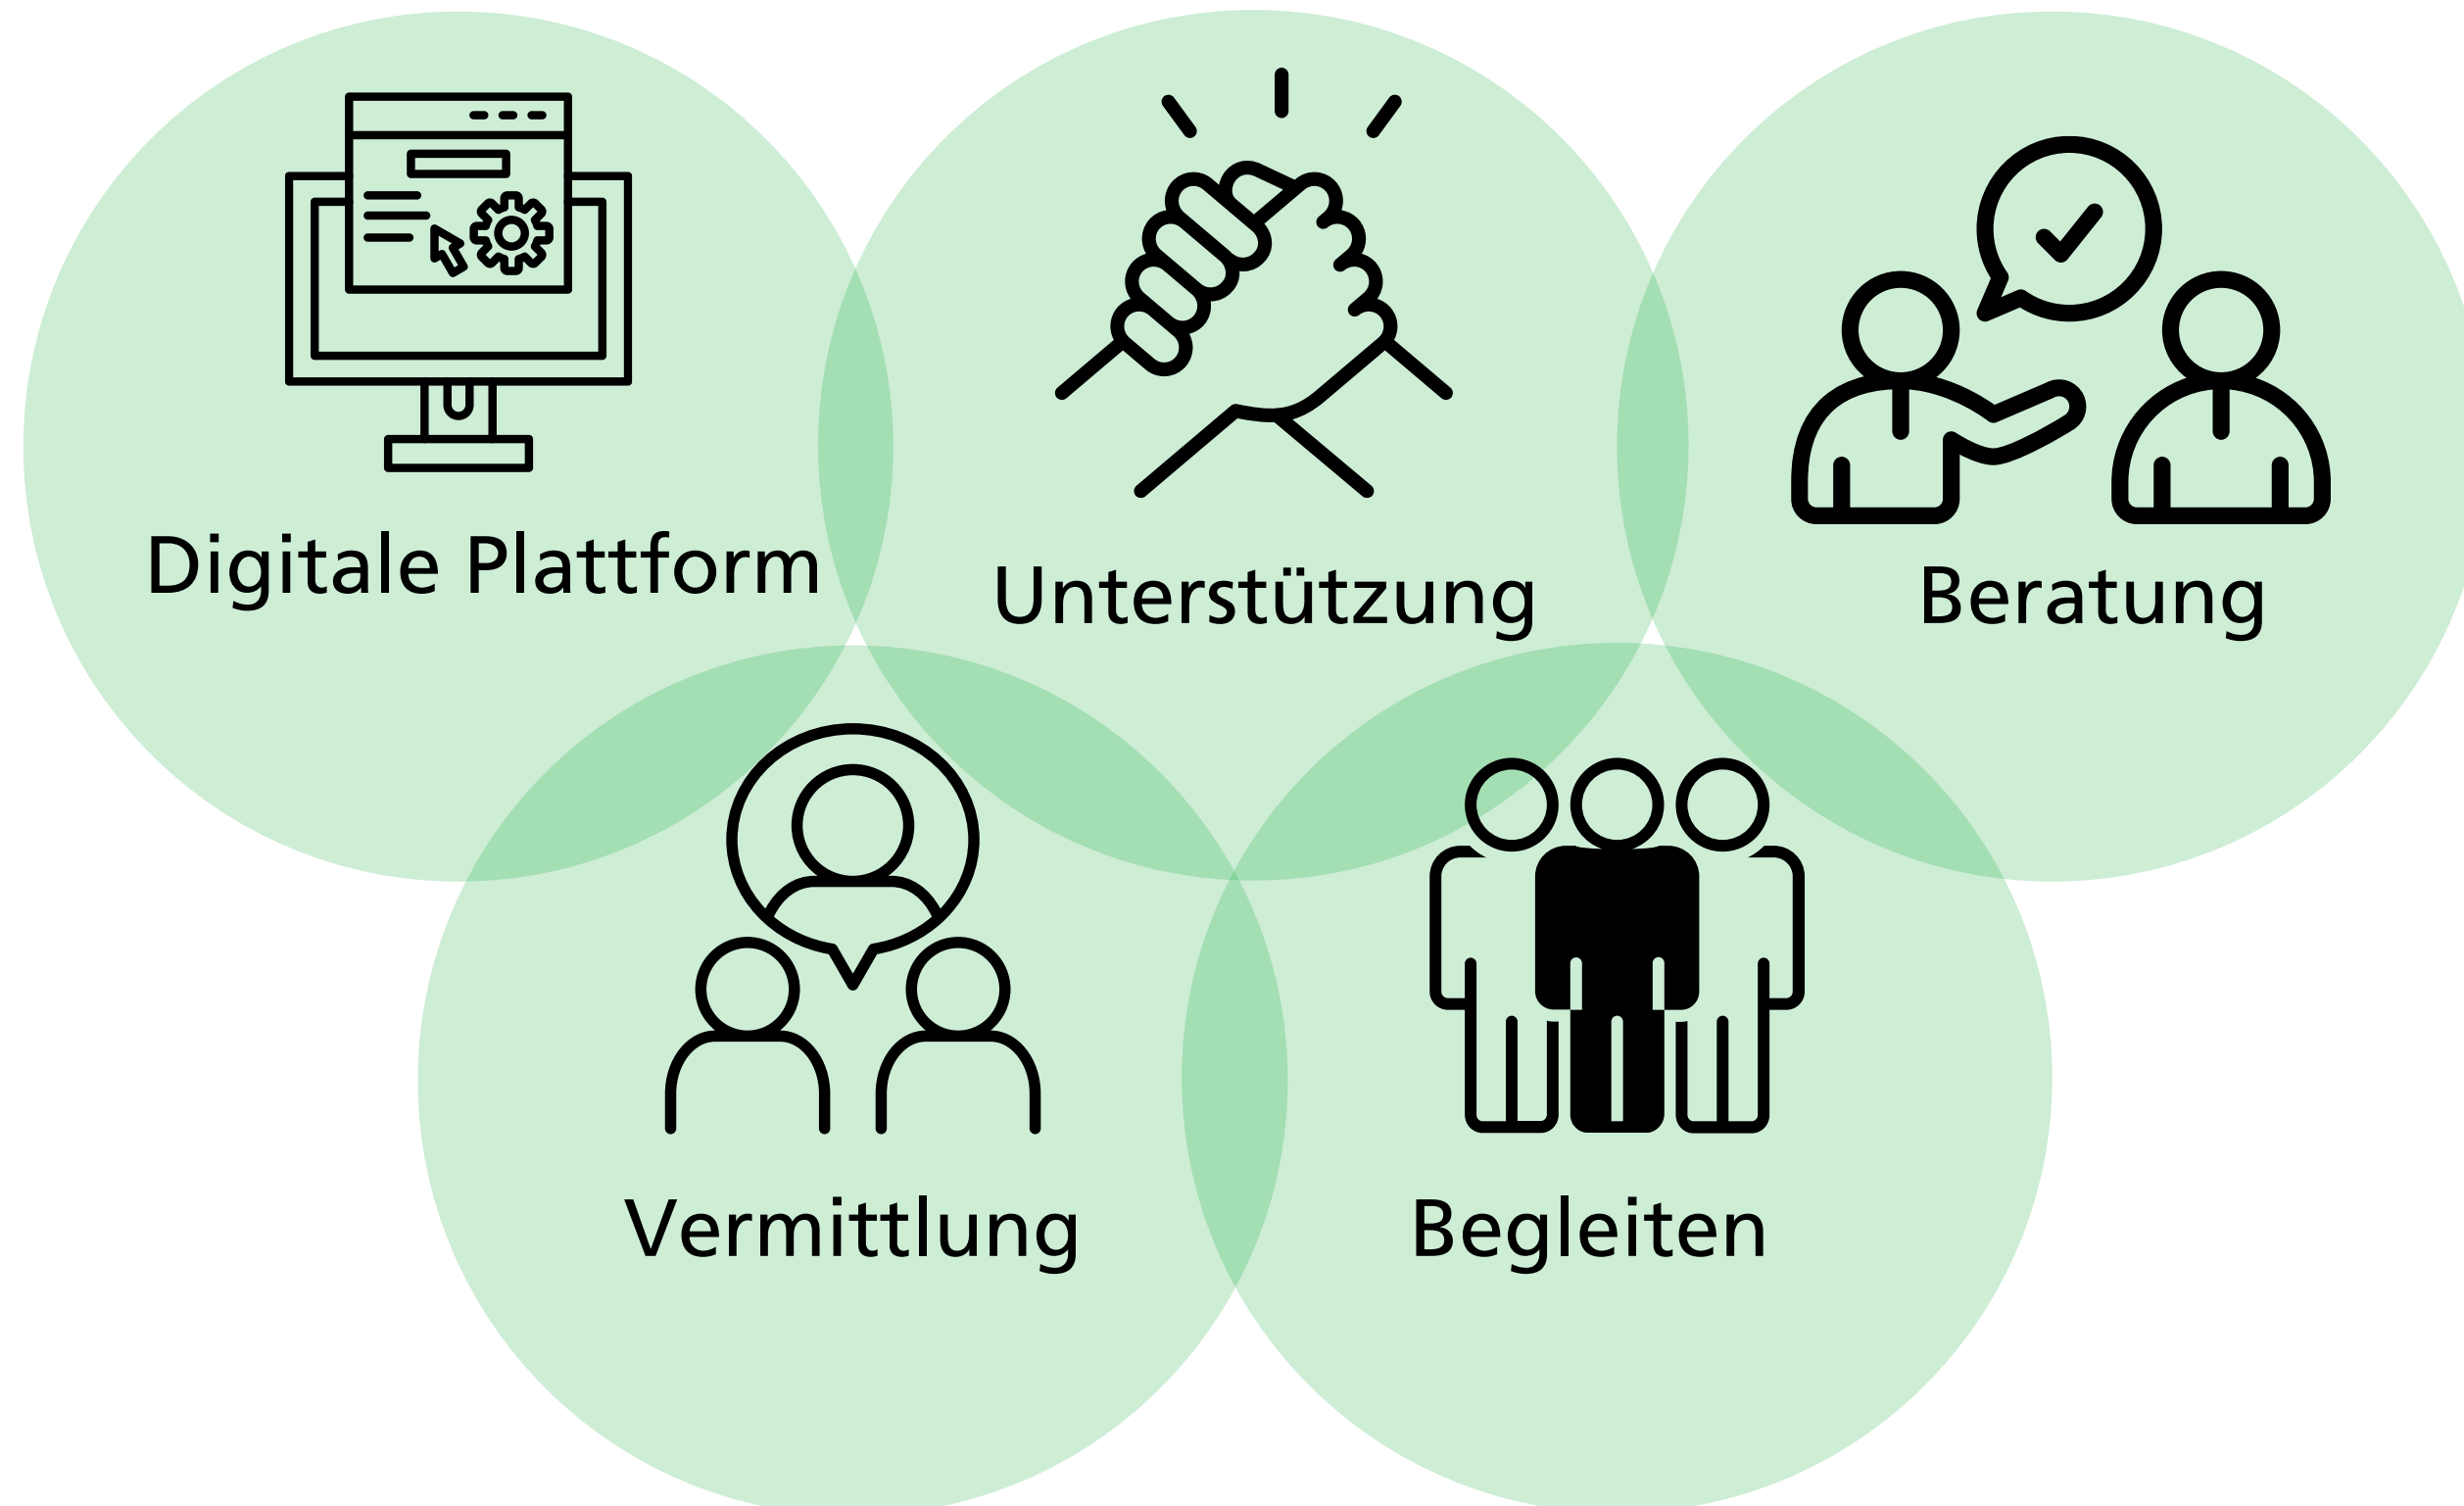 Digitale Plattform
Unterstützung
Beratung
Vermittlung
Begleiten